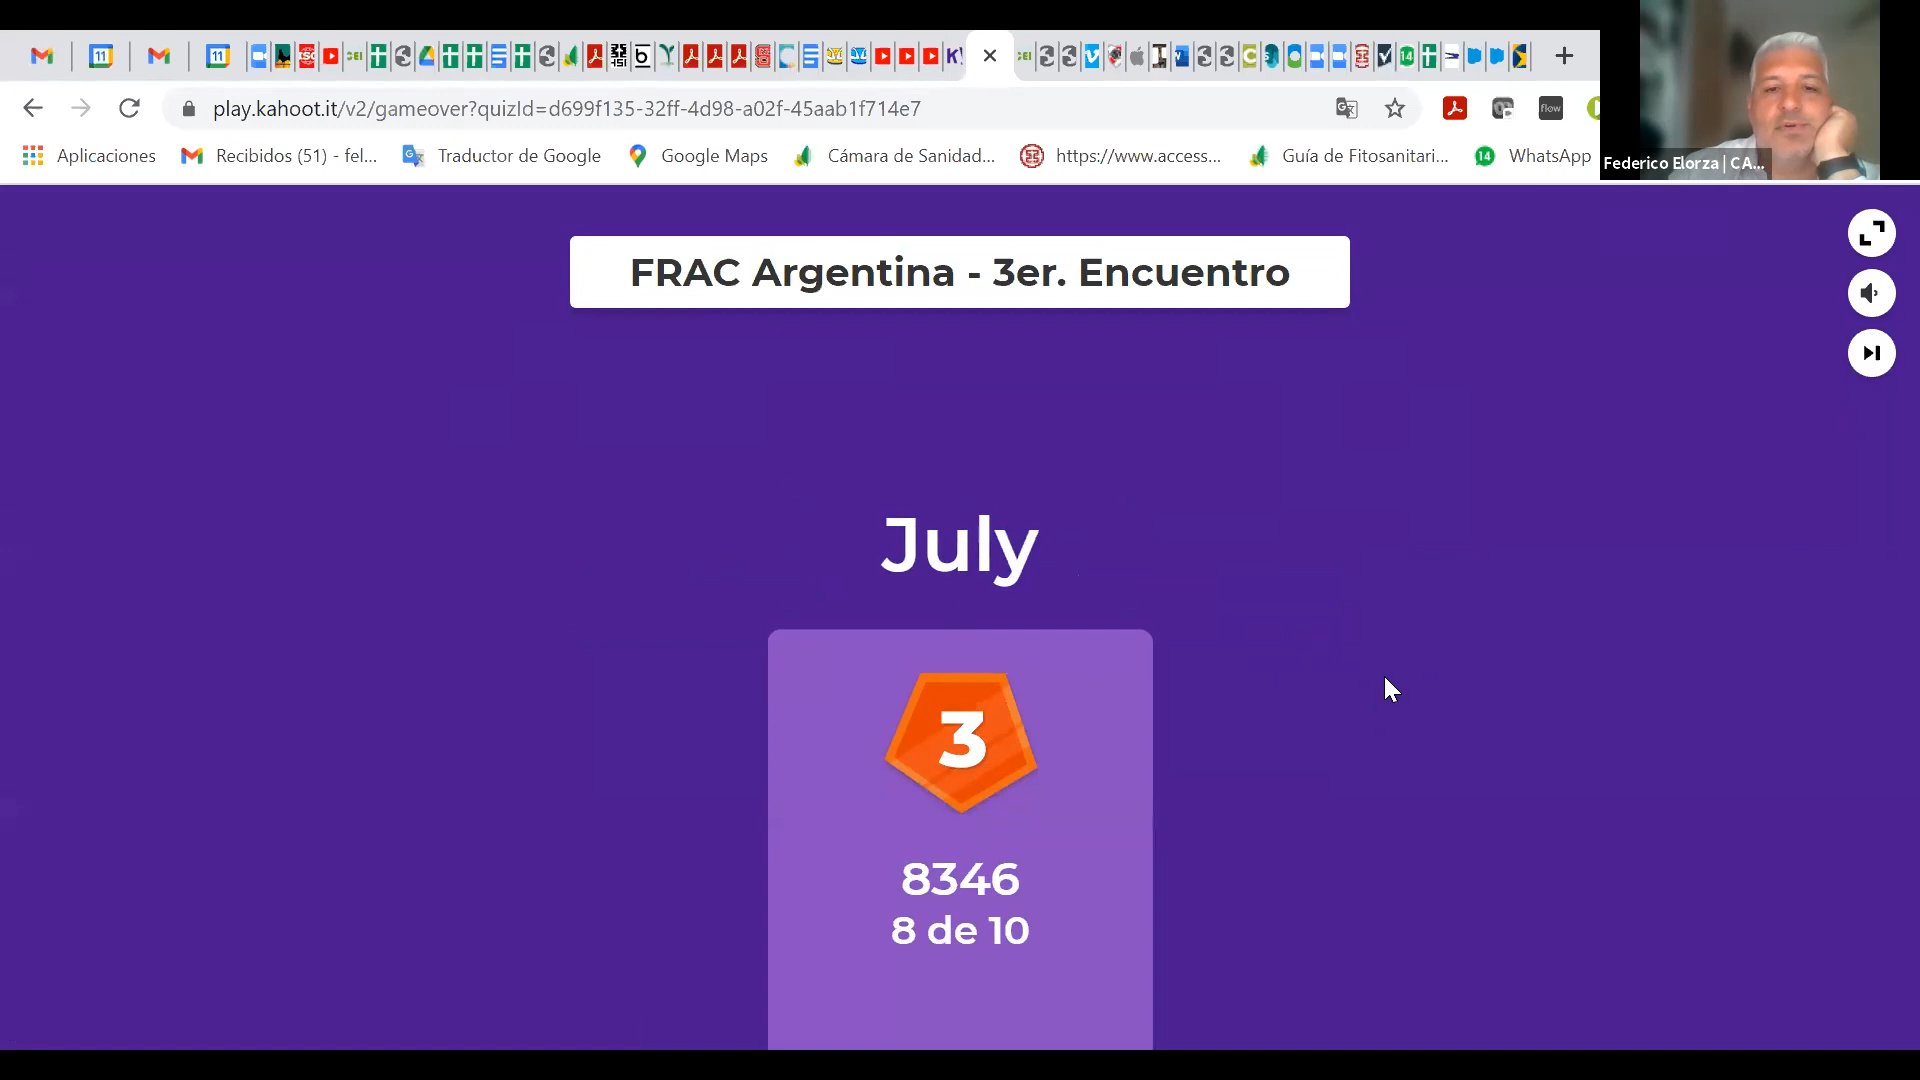 play.kahoot.it/v2/gameover?quizId=d699f135-32ff-4d98-a02f-45aab1f714e7
flow
Aplicaciones
Recibidos (51) - fel...
Traductor de Google
Google Maps
Cámara de Sanidad...
https://www.access...
Guía de Fitosanitari...
14
WhatsApp
Federico Elorza | CA...
FRAC Argentina - 3er. Encuentro
July
3
8346
8 de 10